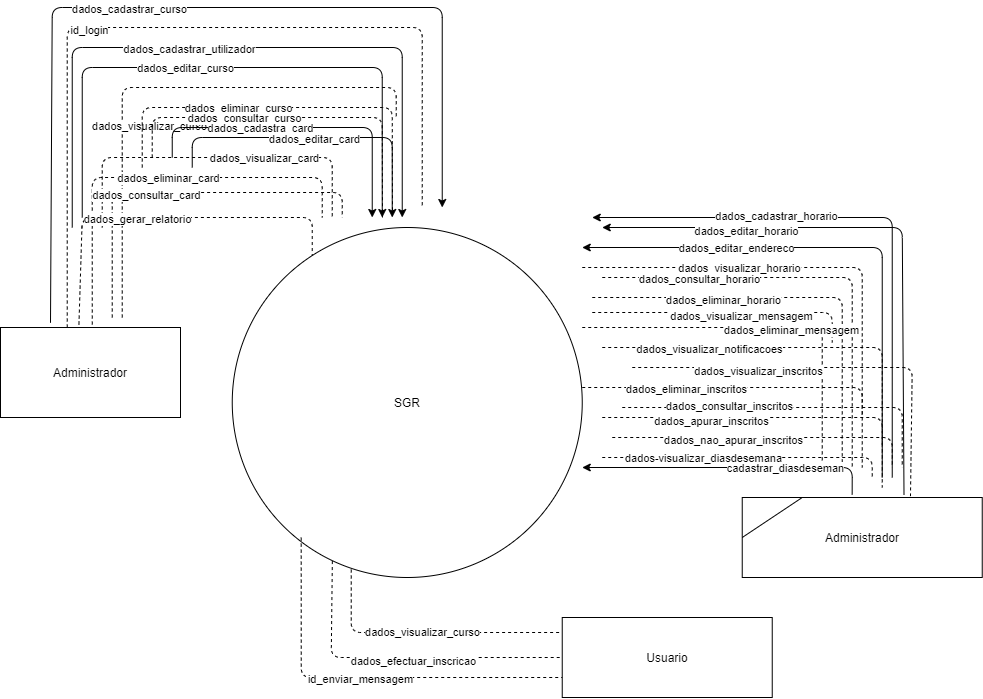 dados_cadastrar_curso
id_login
dados_cadastrar_utilizador
dados_editar_curso
dados_eliminar_curso
dados_consultar_curso
dados_visualizar_curso
dados_cadastra_card
dados_editar_card
dados_visualizar_card
dados_eliminar_card
dados_consultar_card
dados_gerar_relatorio
Administrador
SGR
dados_cadastrar_horario
dados_editar_horario
dados_editar_endereco
dados_visualizar_horario
dados_consultar_horario
dados_eliminar_horario
dados_visualizar_mensagem
dados_eliminar_mensagem
dados_visualizar_notificacoes
dados_visualizar_inscritos
dados_eliminar_inscritos
dados_consultar_inscritos
dados_apurar_inscritos
dados_nao_apurar_inscritos
dados-visualizar_diasdesemana
cadastrar_diasdeseman
Administrador
dados_visualizar_curso
dados_efectuar_inscricao
id_enviar_mensagem
Usuario